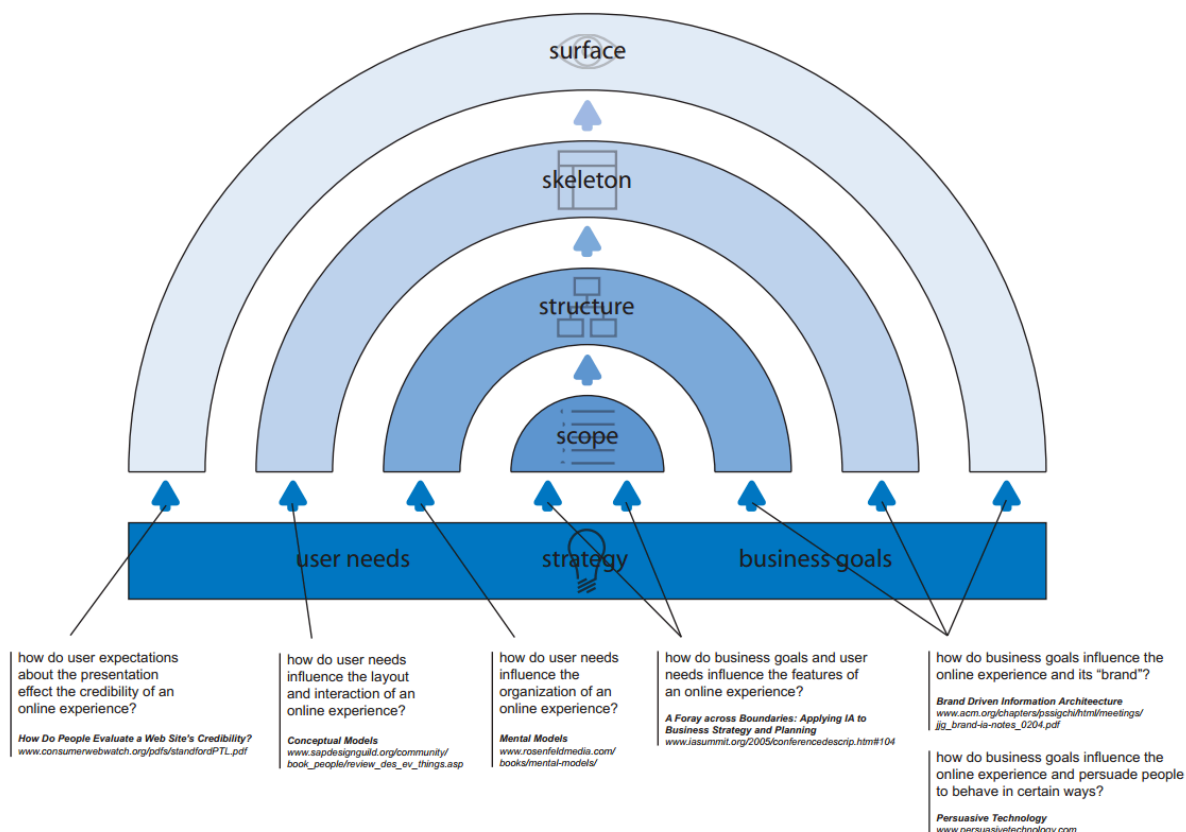 surface
skeleton
structure
scope
user needs strategy business goals
how do user expectations
about the presentation
effect the credibility of an
online experience?
How Do People Evaluate a Web Site's Credibility?
www.consumerwebwatch.org/pdfs/standfordPTL.pdf
how do user needs
influence the layout
and interaction of an
online experience?
Conceptual Models
www.sapdesignguild.org/community/
book_people/review_des_ev_things.asp
how do user needs
influence the
organization of an
online experience?
Mental Models
www.rosenfeldmedia.com/
books/mental-models/
how do business goals and user
needs influence the features of
an online experience?
A Foray across Boundaries: Applying IA to
Business Strategy and Planning
www.iasummit.org/2005/conferencedescrip.htm#104
how do business goals influence the
online experience and its “brand”?
Brand Driven Information Architeecture
www.acm.org/chapters/pssigchi/html/meetings/
jjg_brand-ia-notes_0204.pdf
how do business goals influence the
online experience and persuade people
to behave in certain ways?
Persuasive Technology
www.persuasivetechnology.com